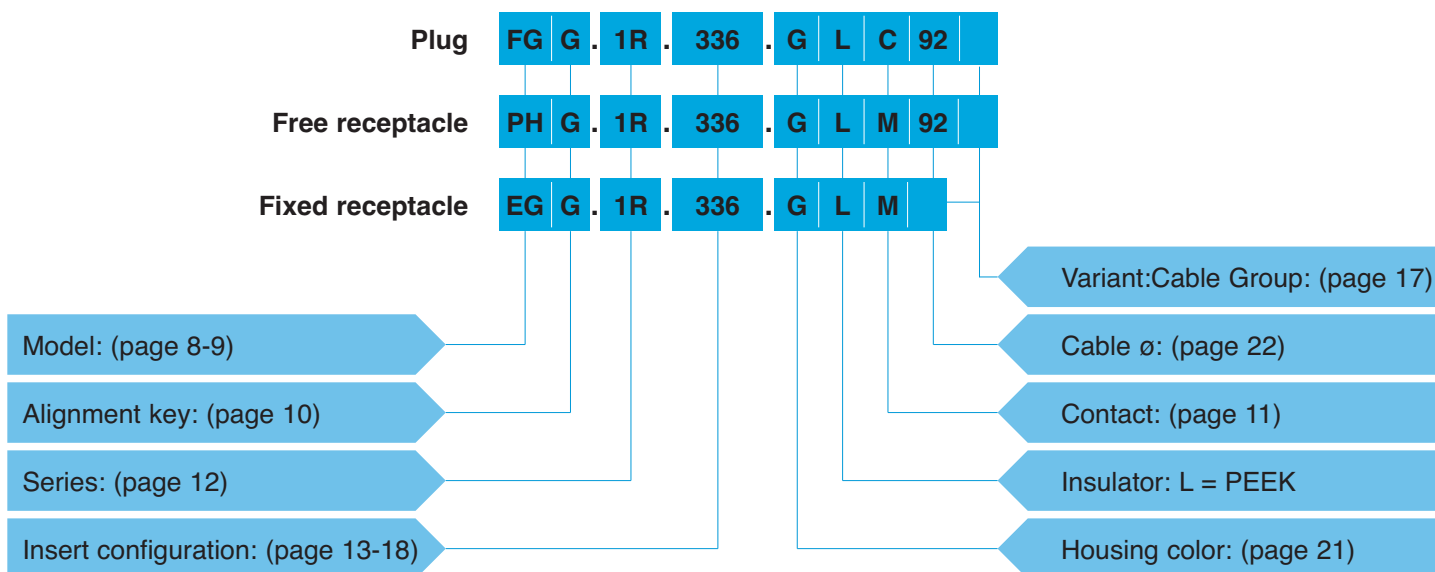 Plug FG G . 1R . 336 . G L C 92
Free receptacle PH G . 1R . 336 . G L M 92
Fixed receptacle EG G . 1R . 336 . G L M
Variant:Cable Group: (page 17)
Model: (page 8-9)
Cable ø: (page 22)
Alignment key: (page 10)
Contact: (page 11)
Series: (page 12)
Insulator: L = PEEK
Insert configuration: (page 13-18)
Housing color: (page 21)